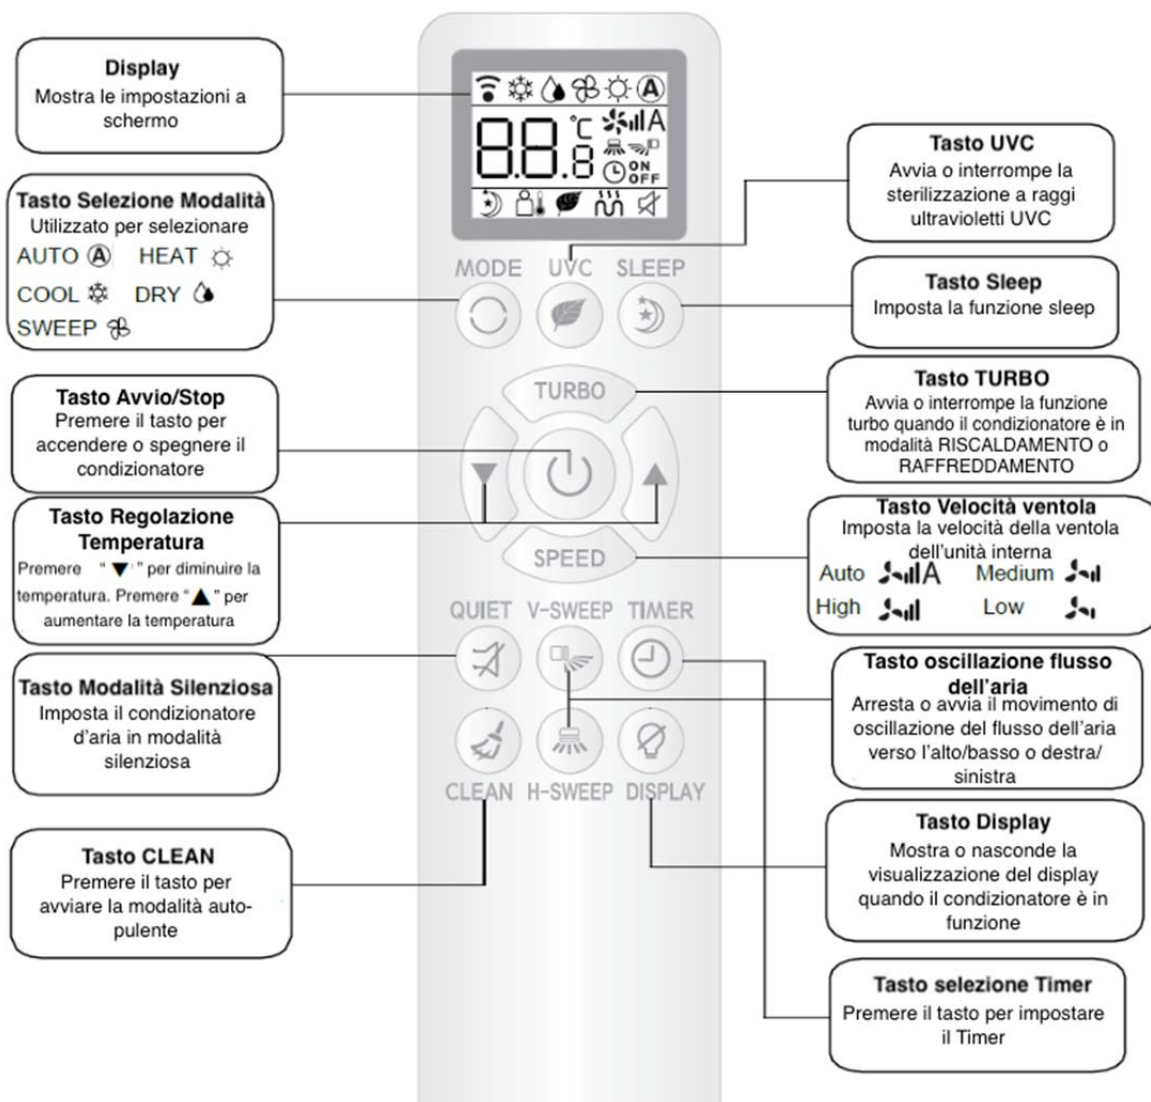 Display
Mostra le impostazioni a
schermo
Tasto Selezione Modalità
Utilizzato per selezionare
AUTO A HEAT
COOL DRY
SWEEP
Tasto Avvio/Stop
Premere il tasto per
accendere o spegnere il
condizionatore
Tasto Regolazione
Temperatura
Premere “ ▼ ” per diminuire la
temperatura. Premere “ ▲ ” per
aumentare la temperatura
Tasto Modalità Silenziosa
Imposta il condizionatore
d'aria in modalità
silenziosa
Tasto CLEAN
Premere il tasto per
avviare la modalità auto-
pulente
A
88.8 °C A
ON
OFF
MODE UVC SLEEP
TURBO
SPEED
QUIET V-SWEEP TIMER
CLEAN H-SWEEP DISPLAY
Tasto UVC
Avvia o interrompe la
sterilizzazione a raggi
ultravioletti UVC
Tasto Sleep
Imposta la funzione sleep
Tasto TURBO
Avvia o interrompe la funzione
turbo quando il condizionatore è in
modalità RISCALDAMENTO o
RAFFREDDAMENTO
Tasto Velocità ventola
Imposta la velocità della ventola
dell'unità interna
Auto A Medium
High Low
Tasto oscillazione flusso
dell'aria
Arresta o avvia il movimento di
oscillazione del flusso dell'aria
verso l'alto/basso o destra/
sinistra
Tasto Display
Mostra o nasconde la
visualizzazione del display
quando il condizionatore è in
funzione
Tasto selezione Timer
Premere il tasto per impostare
il Timer